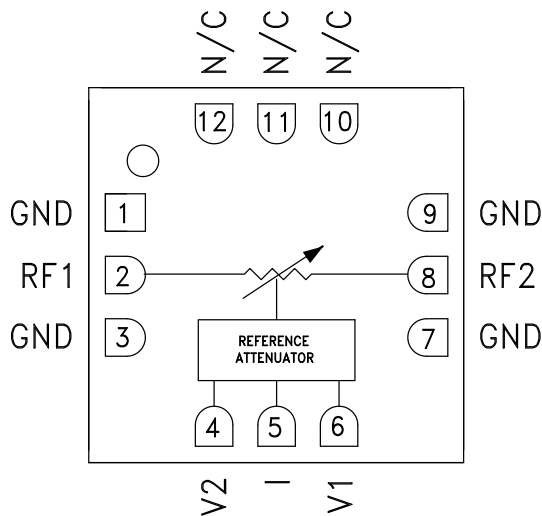 N/C N/C N/C
12 11 10
GND 1 9 GND
RF1 2 8 RF2
GND 3 7 GND
REFERENCE
ATTENUATOR
4 5 6
V2 I V1